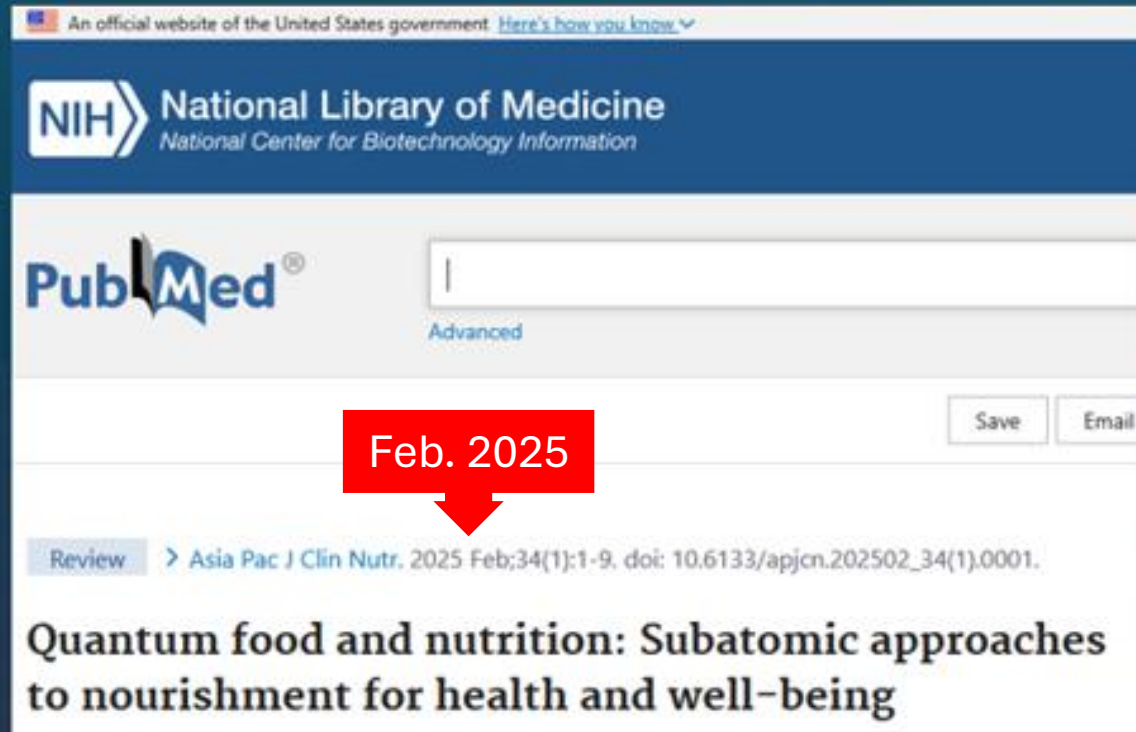 An official website of the United States government Here's how you know
NIH
National Library of Medicine
National Center for Biotechnology Information
PubMed®
Advanced
Save Email
Feb. 2025
Review > Asia Pac J Clin Nutr. 2025 Feb;34(1):1-9. doi: 10.6133/apjcn.202502_34(1).0001.
Quantum food and nutrition: Subatomic approaches
to nourishment for health and well-being